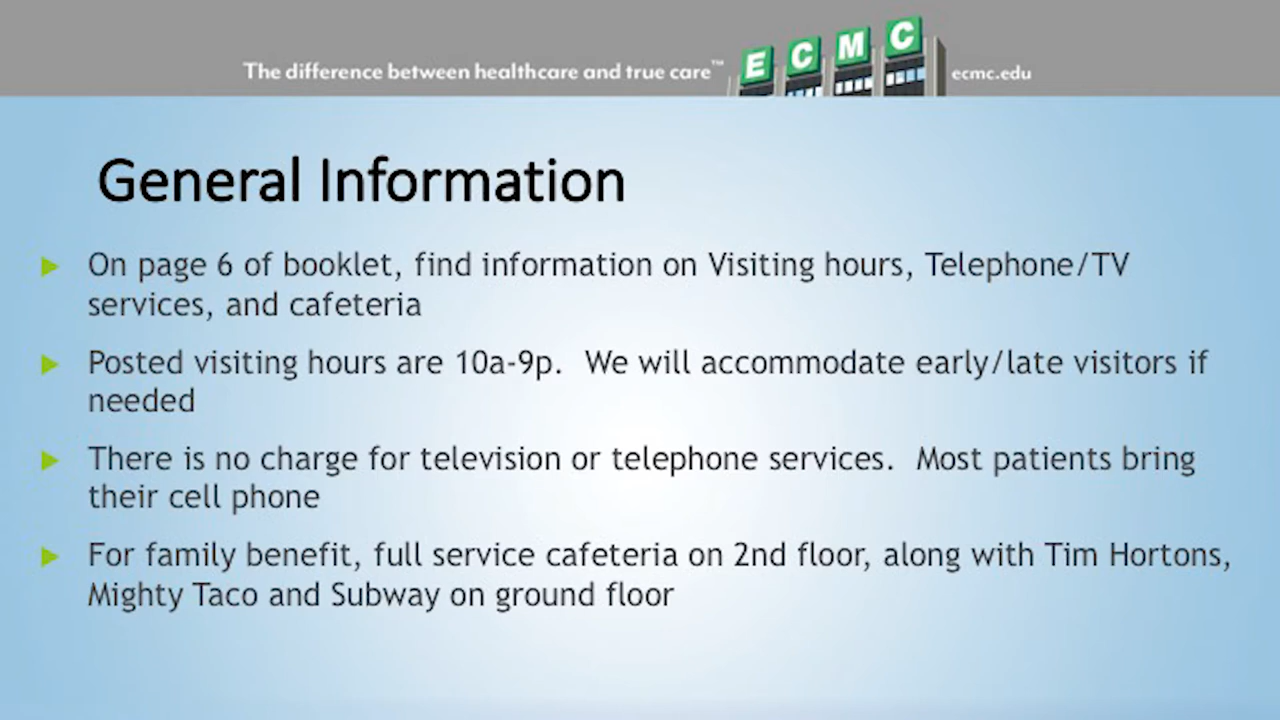 The difference between healthcare and true care™
ECMC
ecmc.edu
General Information
On page 6 of booklet, find information on Visiting hours, Telephone/TV
services, and cafeteria
Posted visiting hours are 10a-9p.  We will accommodate early/late visitors if
needed
There is no charge for television or telephone services.  Most patients bring
their cell phone
For family benefit, full service cafeteria on 2nd floor, along with Tim Hortons,
Mighty Taco and Subway on ground floor